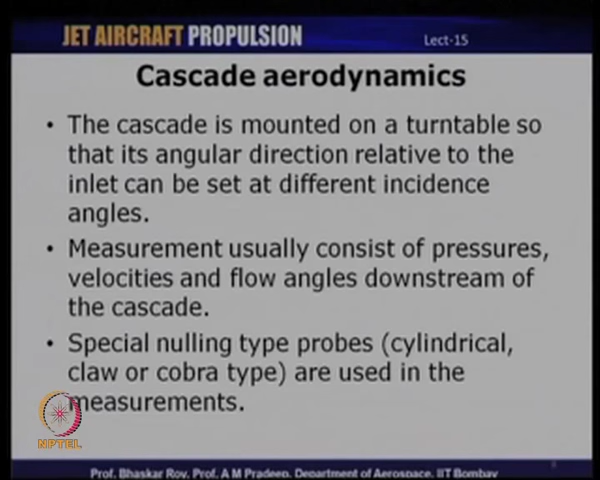 JET AIRCRAFT PROPULSION
Lect-15
Cascade aerodynamics
• The cascade is mounted on a turntable so
that its angular direction relative to the
inlet can be set at different incidence
angles.
• Measurement usually consist of pressures,
velocities and flow angles downstream of
the cascade.
• Special nulling type probes (cylindrical,
claw or cobra type) are used in the
measurements.
NPTEL
Prof. Bhaskar Roy, Prof. A M Pradeep, Department of Aerospace, IIT Bombay